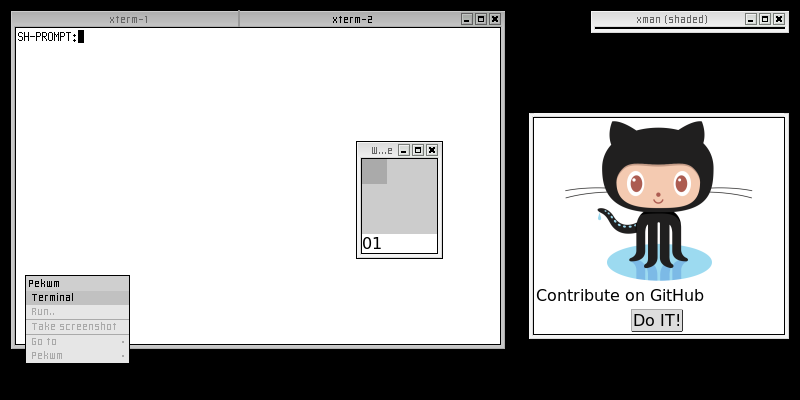 xterm-1
xterm-2
xman (shaded)
SH-PROMPT:
W...e
01
Pekwm
Terminal
Run..
Take screenshot
Go to
Pekwm
Contribute on GitHub
Do IT!